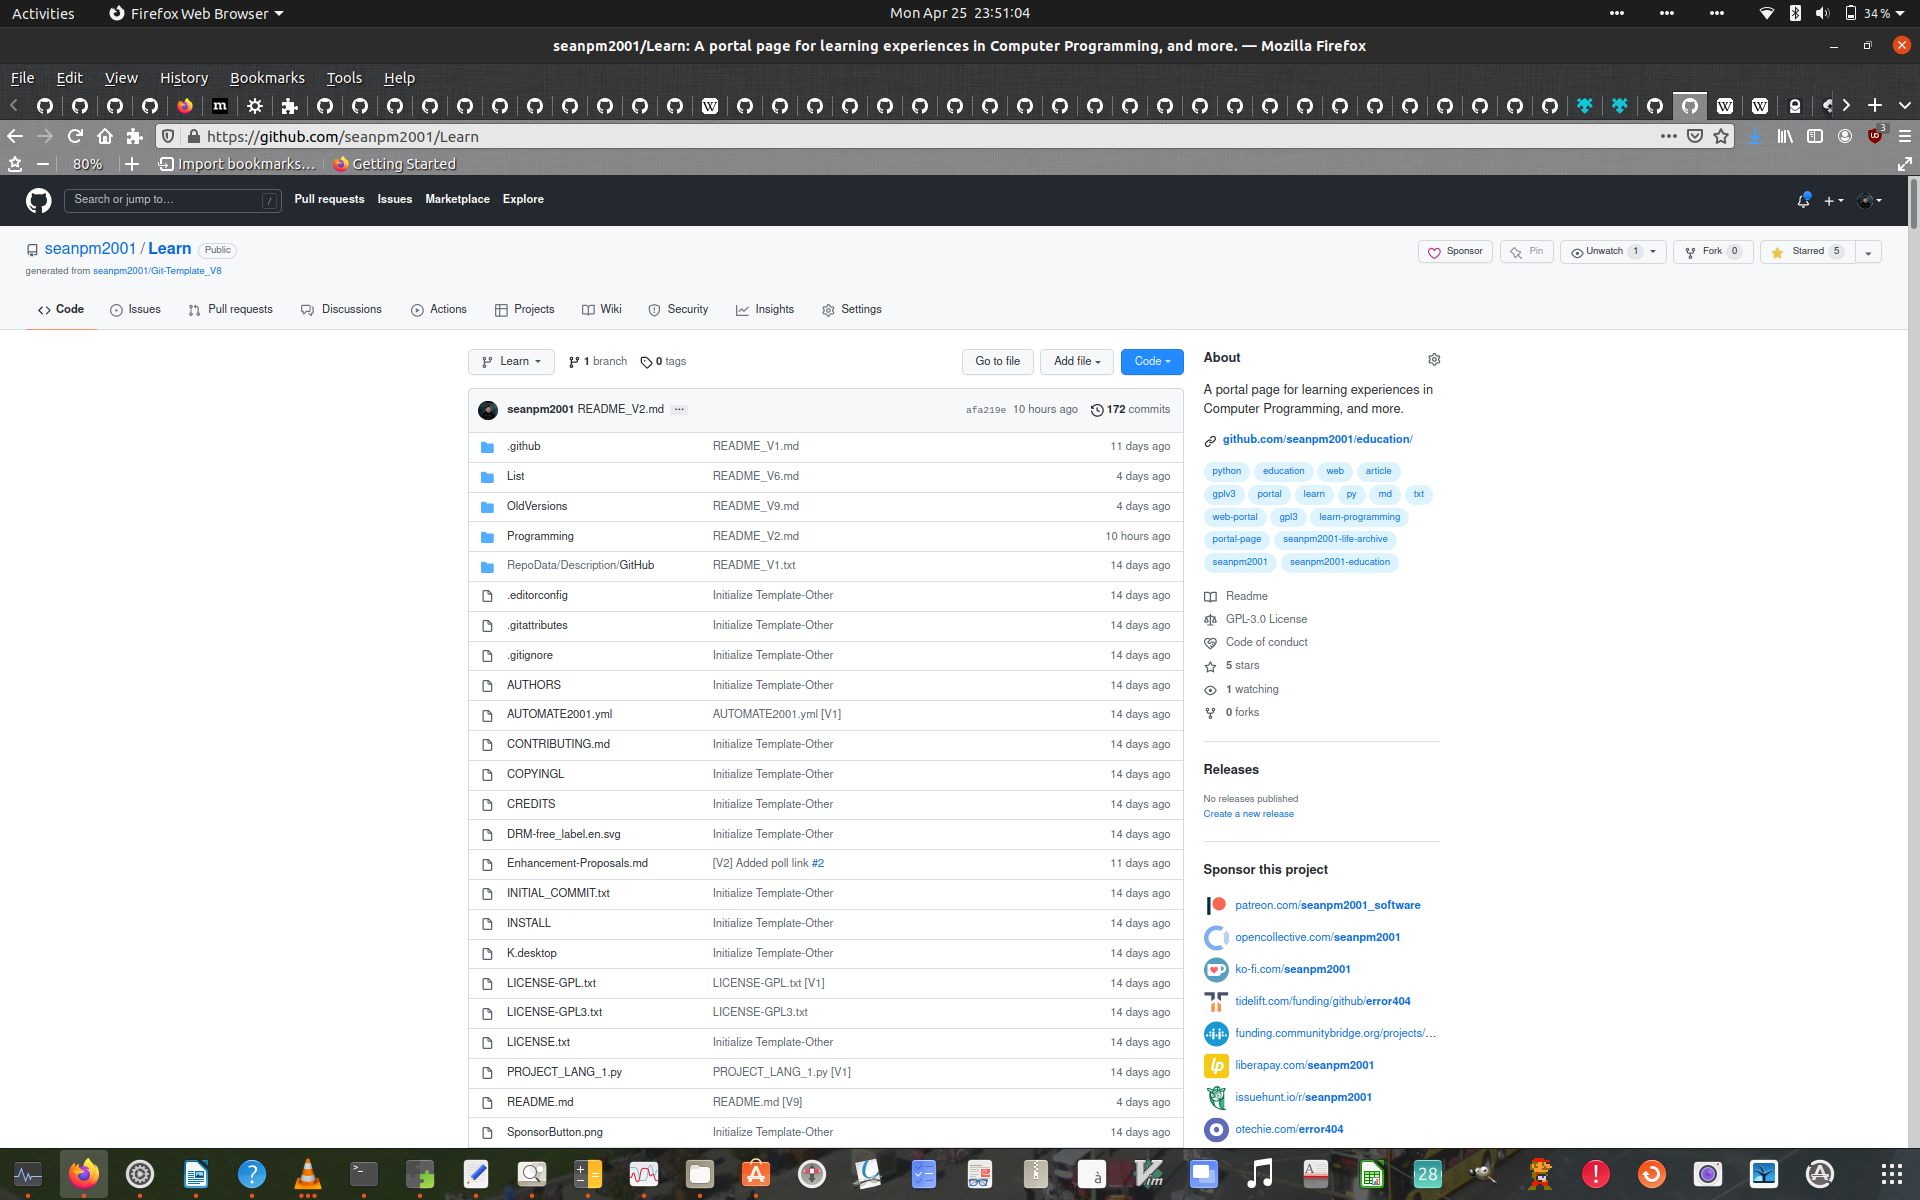 Activities Firefox Web Browser Mon Apr 25 23:51:04 34 %
seanpm2001/Learn: A portal page for learning experiences in Computer Programming, and more. — Mozilla Firefox
File Edit View History Bookmarks Tools Help
https://github.com/seanpm2001/Learn 3
80% Import bookmarks... Getting Started
Search or jump to... / Pull requests Issues Marketplace Explore
seanpm2001 / Learn Public Sponsor Pin Unwatch 1 Fork 0 Starred 5
generated from seanpm2001/Git-Template_V8
Code Issues Pull requests Discussions Actions Projects Wiki Security Insights Settings
Learn 1 branch 0 tags Go to file Add file Code
seanpm2001 README_V2.md ... afa219e 10 hours ago 172 commits
.github README_V1.md 11 days ago
List README_V6.md 4 days ago
OldVersions README_V9.md 4 days ago
Programming README_V2.md 10 hours ago
RepoData/Description/GitHub README_V1.txt 14 days ago
.editorconfig Initialize Template-Other 14 days ago
.gitattributes Initialize Template-Other 14 days ago
.gitignore Initialize Template-Other 14 days ago
AUTHORS Initialize Template-Other 14 days ago
AUTOMATE2001.yml AUTOMATE2001.yml [V1] 14 days ago
CONTRIBUTING.md Initialize Template-Other 14 days ago
COPYINGL Initialize Template-Other 14 days ago
CREDITS Initialize Template-Other 14 days ago
DRM-free_label.en.svg Initialize Template-Other 14 days ago
Enhancement-Proposals.md [V2] Added poll link #2 11 days ago
INITIAL_COMMIT.txt Initialize Template-Other 14 days ago
INSTALL Initialize Template-Other 14 days ago
K.desktop Initialize Template-Other 14 days ago
LICENSE-GPL.txt LICENSE-GPL.txt [V1] 14 days ago
LICENSE-GPL3.txt LICENSE-GPL3.txt 14 days ago
LICENSE.txt Initialize Template-Other 14 days ago
PROJECT_LANG_1.py PROJECT_LANG_1.py [V1] 14 days ago
README.md README.md [V9] 4 days ago
SponsorButton.png Initialize Template-Other 14 days ago
About
A portal page for learning experiences in
Computer Programming, and more.
github.com/seanpm2001/education/
python education web article
gplv3 portal learn py md txt
web-portal gpl3 learn-programming
portal-page seanpm2001-life-archive
seanpm2001 seanpm2001-education
Readme
GPL-3.0 License
Code of conduct
5 stars
1 watching
0 forks
Releases
No releases published
Create a new release
Sponsor this project
patreon.com/seanpm2001_software
opencollective.com/seanpm2001
ko-fi.com/seanpm2001
tidelift.com/funding/github/error404
funding.communitybridge.org/projects/...
liberapay.com/seanpm2001
issuehunt.io/r/seanpm2001
otechie.com/error404
28